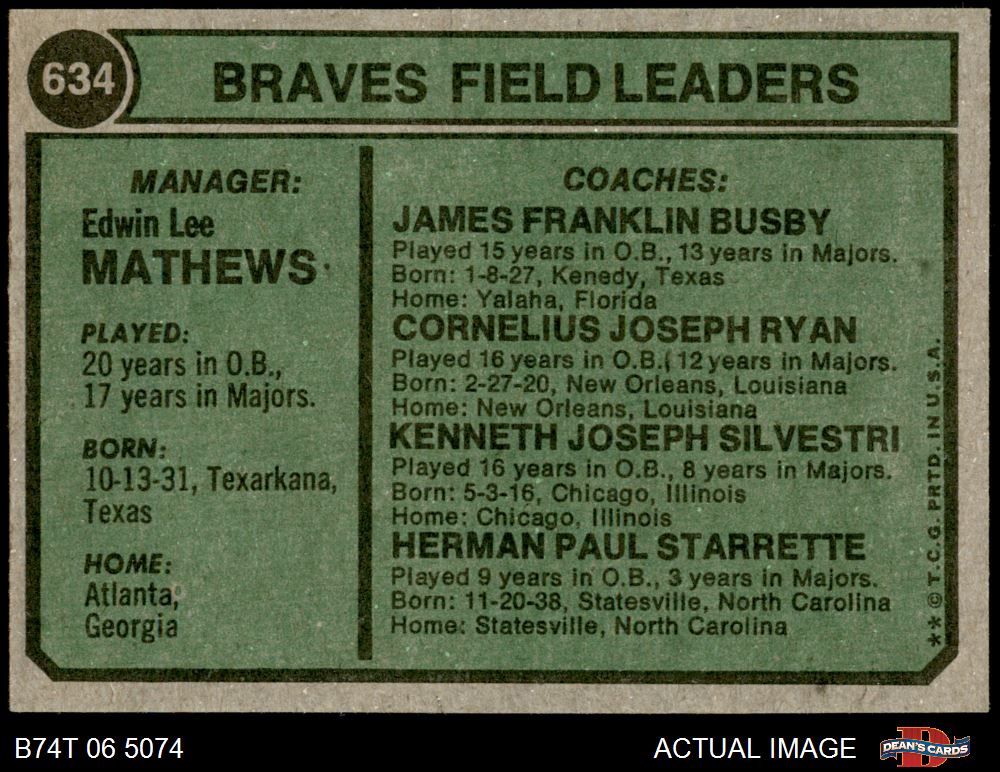 634
BRAVES FIELD LEADERS
MANAGER:
Edwin Lee
MATHEWS
PLAYED:
20 years in O.B.,
17 years in Majors.
BORN:
10-13-31, Texarkana,
Texas
HOME:
Atlanta,
Georgia
COACHES:
JAMES FRANKLIN BUSBY
Played 15 years in O.B., 13 years in Majors.
Born: 1-8-27, Kenedy, Texas
Home: Yalaha, Florida
CORNELIUS JOSEPH RYAN
Played 16 years in O.B., 12 years in Majors.
Born: 2-27-20, New Orleans, Louisiana
Home: New Orleans, Louisiana
KENNETH JOSEPH SILVESTRI
Played 16 years in O.B., 8 years in Majors.
Born: 5-3-16, Chicago, Illinois
Home: Chicago, Illinois
HERMAN PAUL STARRETTE
Played 9 years in O.B., 3 years in Majors.
Born: 11-20-38, Statesville, North Carolina
Home: Statesville, North Carolina
** © T.C.G. PRTD. IN U.S.A.
B74T 06 5074
ACTUAL IMAGE
D
DEAN'S CARDS